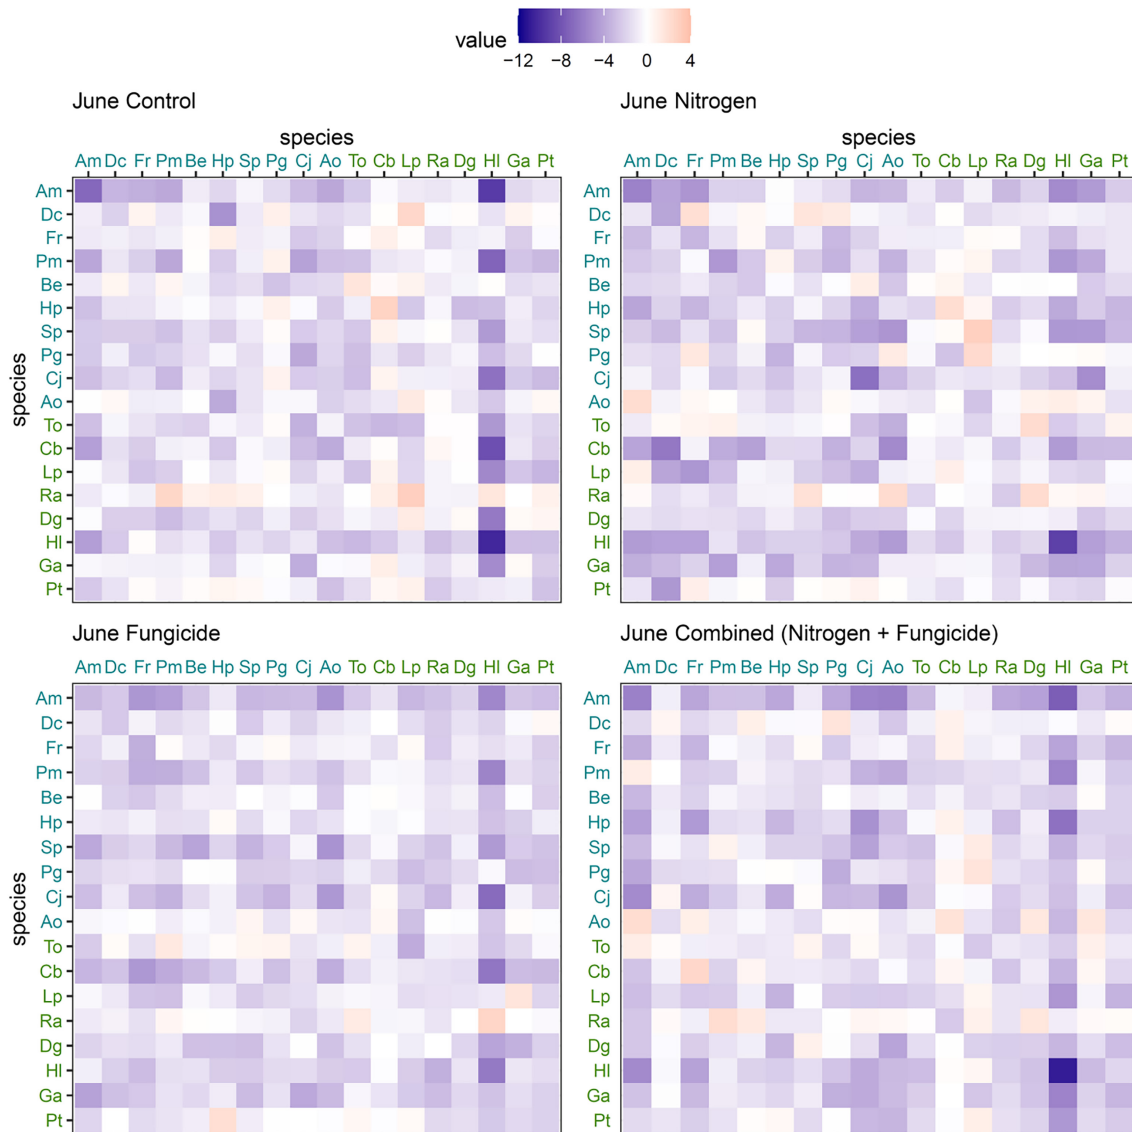 value
−12 −8 −4 0 4
June Control
June Nitrogen
species
species
Am Dc Fr Pm Be Hp Sp Pg Cj Ao To Cb Lp Ra Dg Hl Ga Pt
Am Dc Fr Pm Be Hp Sp Pg Cj Ao To Cb Lp Ra Dg Hl Ga Pt
species
Am
Dc
Fr
Pm
Be
Hp
Sp
Pg
Cj
Ao
To
Cb
Lp
Ra
Dg
Hl
Ga
Pt
Am
Dc
Fr
Pm
Be
Hp
Sp
Pg
Cj
Ao
To
Cb
Lp
Ra
Dg
Hl
Ga
Pt
June Fungicide
June Combined (Nitrogen + Fungicide)
Am Dc Fr Pm Be Hp Sp Pg Cj Ao To Cb Lp Ra Dg Hl Ga Pt
Am Dc Fr Pm Be Hp Sp Pg Cj Ao To Cb Lp Ra Dg Hl Ga Pt
species
Am
Dc
Fr
Pm
Be
Hp
Sp
Pg
Cj
Ao
To
Cb
Lp
Ra
Dg
Hl
Ga
Pt
Am
Dc
Fr
Pm
Be
Hp
Sp
Pg
Cj
Ao
To
Cb
Lp
Ra
Dg
Hl
Ga
Pt